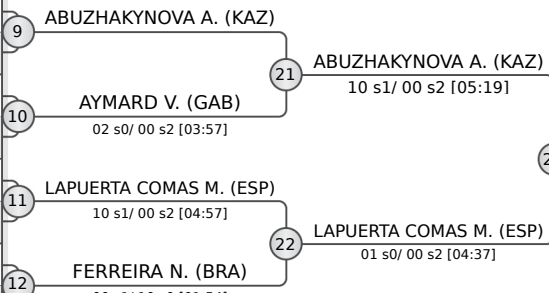 ABUZHAKYNOVA A. (KAZ)
9
21
ABUZHAKYNOVA A. (KAZ)
10 s1/ 00 s2 [05:19]
AYMARD V. (GAB)
10
02 s0/ 00 s2 [03:57]
LAPUERTA COMAS M. (ESP)
11
10 s1/ 00 s2 [04:57]
22
LAPUERTA COMAS M. (ESP)
01 s0/ 00 s2 [04:37]
FERREIRA N. (BRA)
12